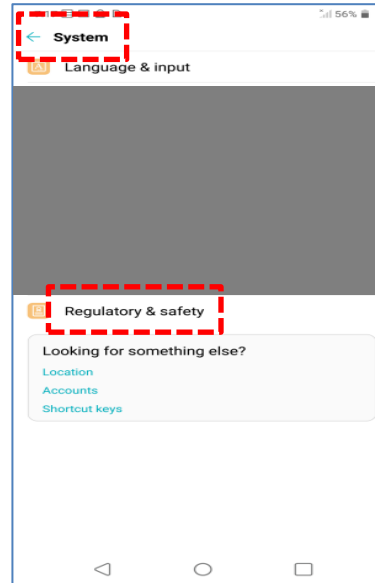 56%
System
Language & input
Regulatory & safety
Looking for something else?
Location
Accounts
Shortcut keys